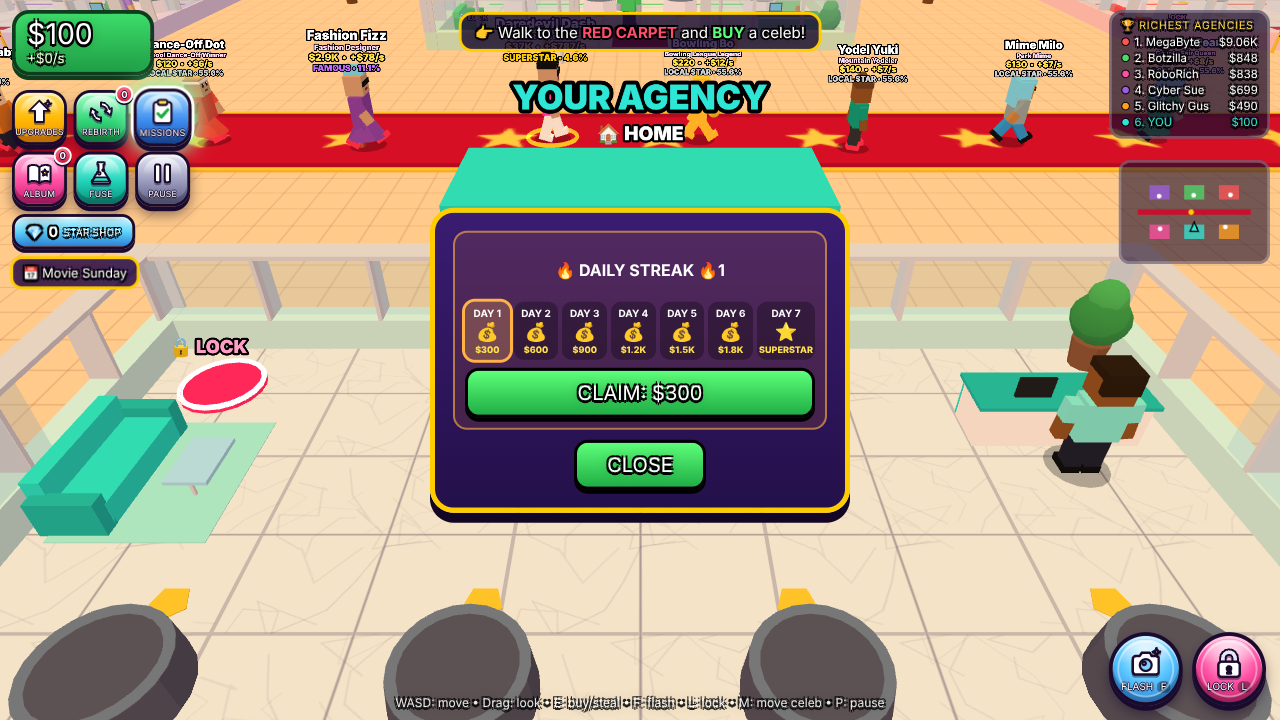 $100
+$0/s
UPGRADES
0
REBIRTH
MISSIONS
0
ALBUM
FUSE
PAUSE
0 STAR SHOP
📅 Movie Sunday
👉 Walk to the RED CARPET and BUY a celeb!
Fashion Fizz
Fashion Designer
$2.9K • +$78/s
FAMOUS • 11.1%
SUPERSTAR • 4.6%
$220 • +$12/s
LOCAL STAR • 55.6%
Yodel Yuki
Mountain Yodeler
$140 • +$7/s
LOCAL STAR • 55.6%
Mime Milo
Park Mime
$130 • +$7/s
LOCAL STAR • 55.6%
ance-Off Dot
$120 • +$6/s
LOCAL STAR • 55.6%
YOUR AGENCY
🏠 HOME
🏆 RICHEST AGENCIES
1. MegaByte $9.06K
2. Botzilla $848
3. RoboRich $838
4. Cyber Sue $699
5. Glitchy Gus $490
6. YOU $100
🔒 LOCK
🔥 DAILY STREAK 🔥1
DAY 1 DAY 2 DAY 3 DAY 4 DAY 5 DAY 6 DAY 7
$300 $600 $900 $1.2K $1.5K $1.8K SUPERSTAR
CLAIM: $300
CLOSE
FLASH F
LOCK L
WASD: move • Drag: look • E: buy/steal • F: flash • L: lock • M: move celeb • P: pause